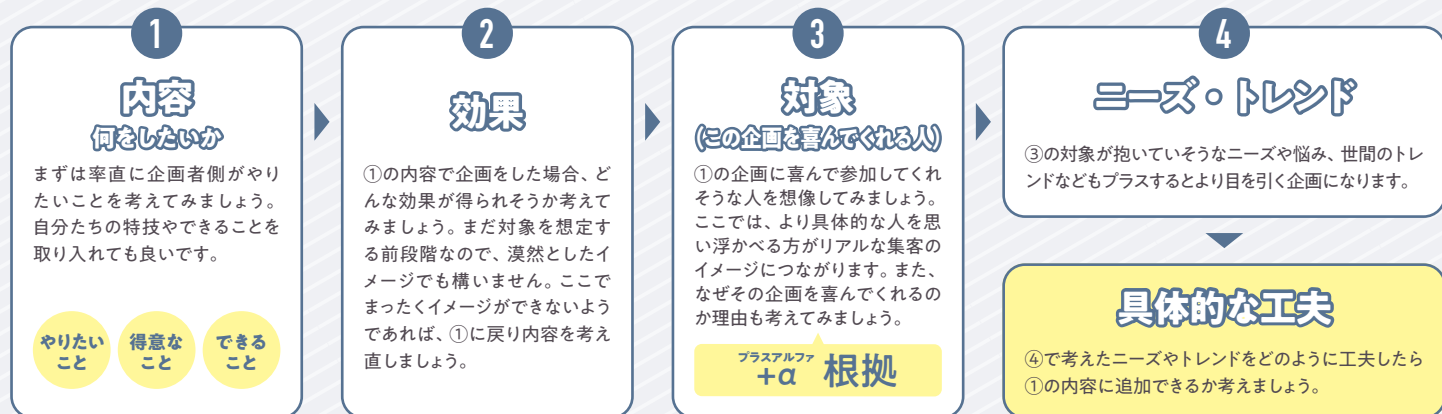 1
内容
何をしたいか
まずは率直に企画者側がやり
たいことを考えてみましょう。
自分たちの特技やできることを
取り入れても良いです。
やりたい
こと
得意な
こと
できる
こと
2
効果
①の内容で企画をした場合、ど
んな効果が得られそうか考えて
みましょう。まだ対象を想定す
る前段階なので、漠然としたイ
メージでも構いません。ここで
まったくイメージができないよう
であれば、①に戻り内容を考え
直しましょう。
3
対象
(この企画を喜んでくれる人)
①の企画に喜んで参加してくれ
そうな人を想像してみましょう。
ここでは、より具体的な人を思
い浮かべる方がリアルな集客の
イメージにつながります。また、
なぜその企画を喜んでくれるの
か理由も考えてみましょう。
プラスアルファ
+α 根拠
4
ニーズ・トレンド
③の対象が抱いていそうなニーズや悩み、世間のトレ
ンドなどもプラスするとより目を引く企画になります。
具体的な工夫
④で考えたニーズやトレンドをどのように工夫したら
①の内容に追加できるか考えましょう。